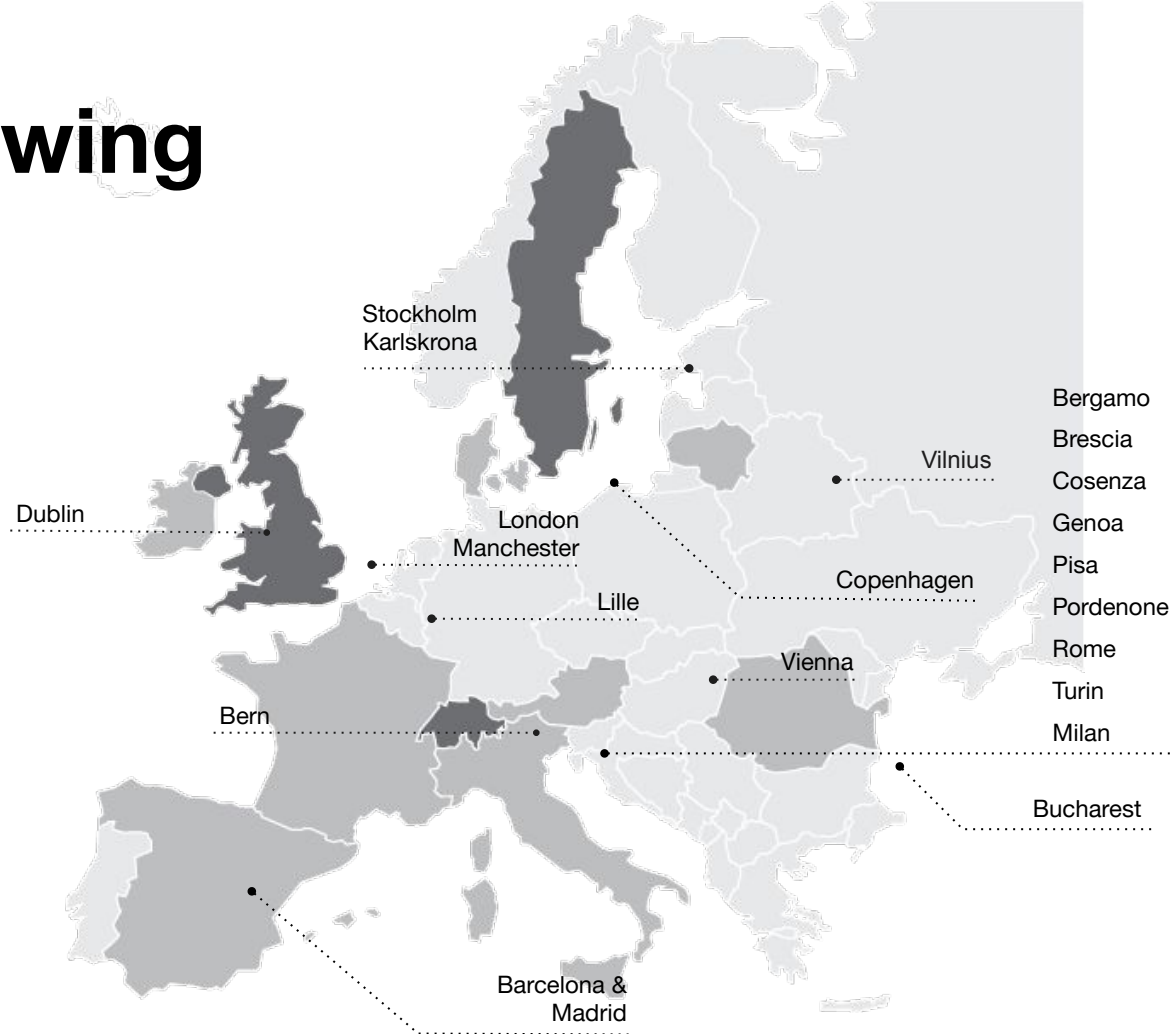 wing
Stockholm
Karlskrona
Bergamo
Brescia
Vilnius
Cosenza
Dublin
London
Manchester
Genoa
Pisa
Copenhagen
Lille
Pordenone
Rome
Vienna
Turin
Bern
Milan
Bucharest
Barcelona &
Madrid